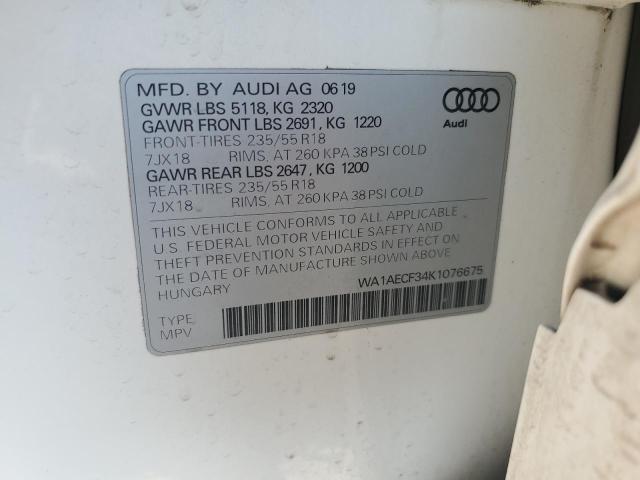 MFD. BY AUDI AG 06 19
GVWR LBS 5118, KG 2320
GAWR FRONT LBS 2691, KG 1220
FRONT-TIRES 235/55 R18
7JX18 RIMS, AT 260 KPA 38 PSI COLD
GAWR REAR LBS 2647, KG 1200
REAR-TIRES 235/55 R18
7JX18 RIMS, AT 260 KPA 38 PSI COLD
Audi
THIS VEHICLE CONFORMS TO ALL APPLICABLE
U.S. FEDERAL MOTOR VEHICLE SAFETY AND
THEFT PREVENTION STANDARDS IN EFFECT ON
THE DATE OF MANUFACTURE SHOWN ABOVE.
HUNGARY
WA1AECF34K1076675
TYPE:
MPV